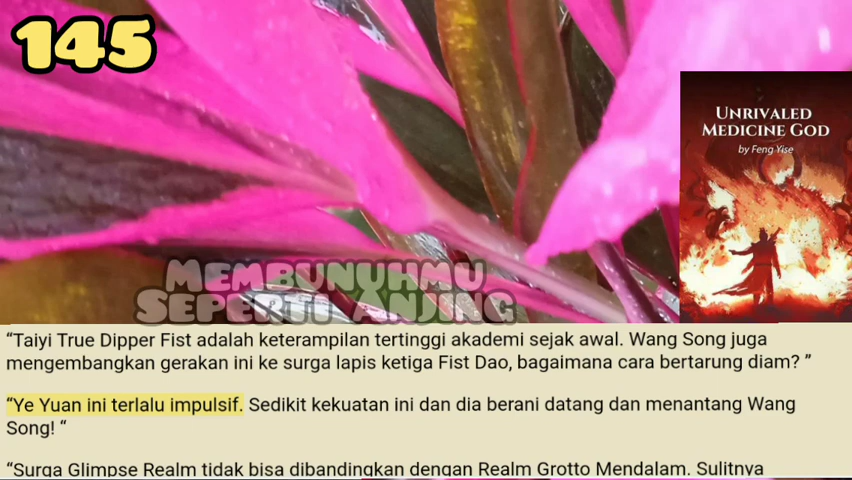 145
UNRIVALED
MEDICINE GOD
by Feng Yise
MEMBUNUHMU
SEPERTI ANJING
“Taiyi True Dipper Fist adalah keterampilan tertinggi akademi sejak awal. Wang Song juga
mengembangkan gerakan ini ke surga lapis ketiga Fist Dao, bagaimana cara bertarung diam? ”
“Ye Yuan ini terlalu impulsif. Sedikit kekuatan ini dan dia berani datang dan menantang Wang
Song! “
“Surga Glimpse Realm tidak bisa dibandingkan dengan Realm Grotto Mendalam. Sulitnya